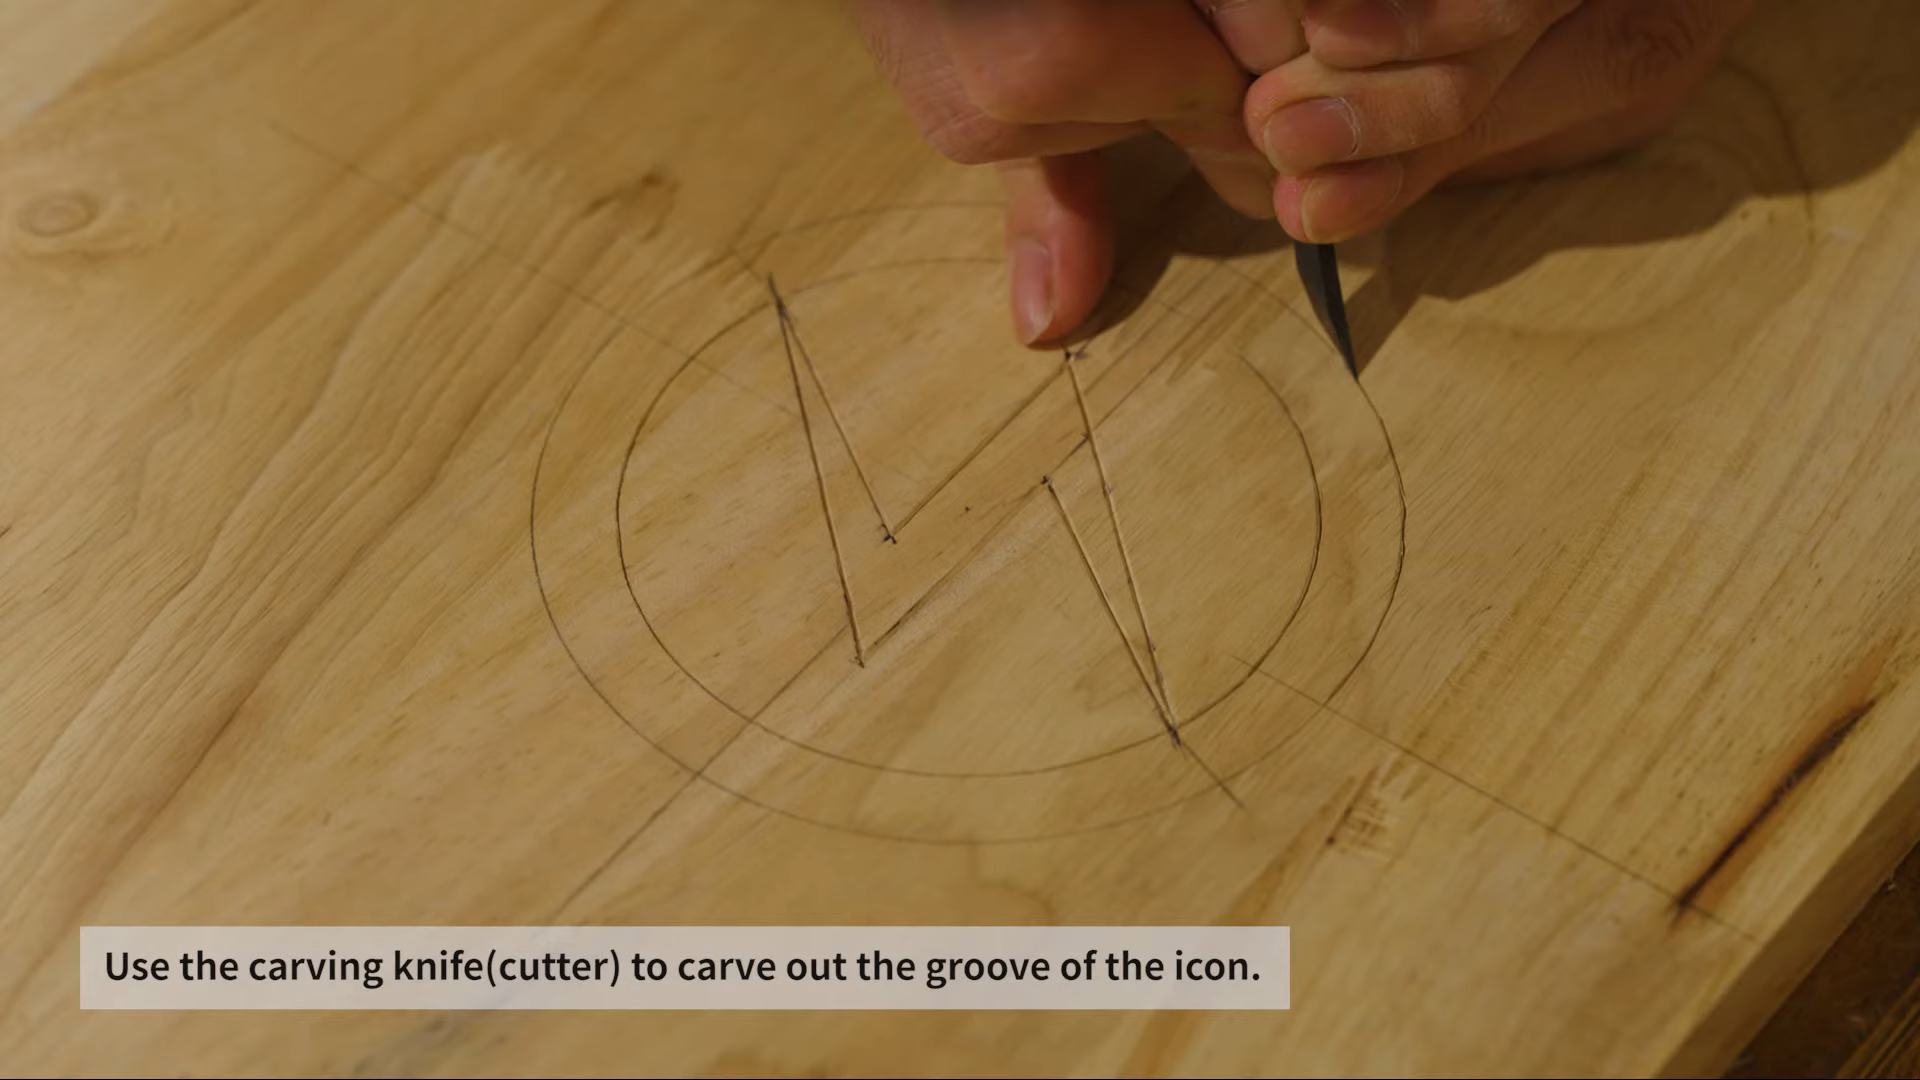 Use the carving knife(cutter) to carve out the groove of the icon.